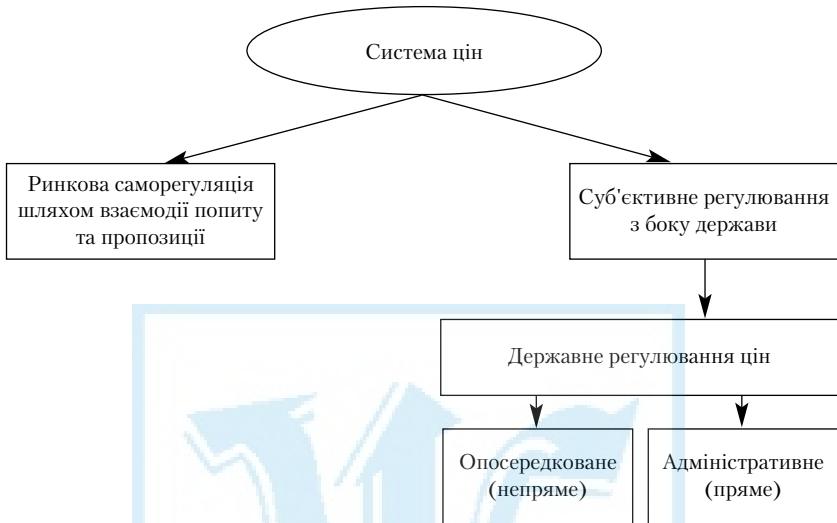 Система цін
Ринкова саморегуляція
шляхом взаємодії попиту
та пропозиції
Суб'єктивне регулювання
з боку держави
Державне регулювання цін
Опосередковане
(непряме)
Адміністративне
(пряме)